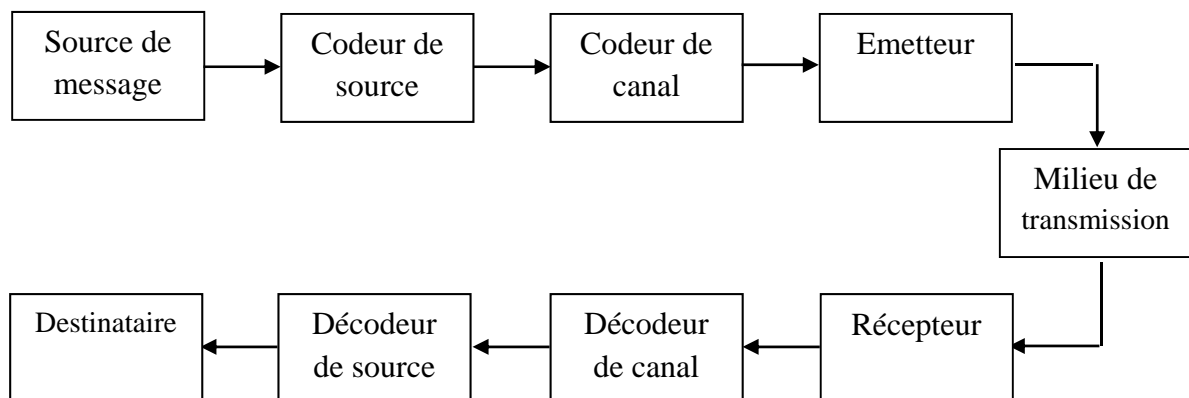 Source de
message
Codeur de
source
Codeur de
canal
Emetteur
Milieu de
transmission
Récepteur
Décodeur
de canal
Décodeur
de source
Destinataire